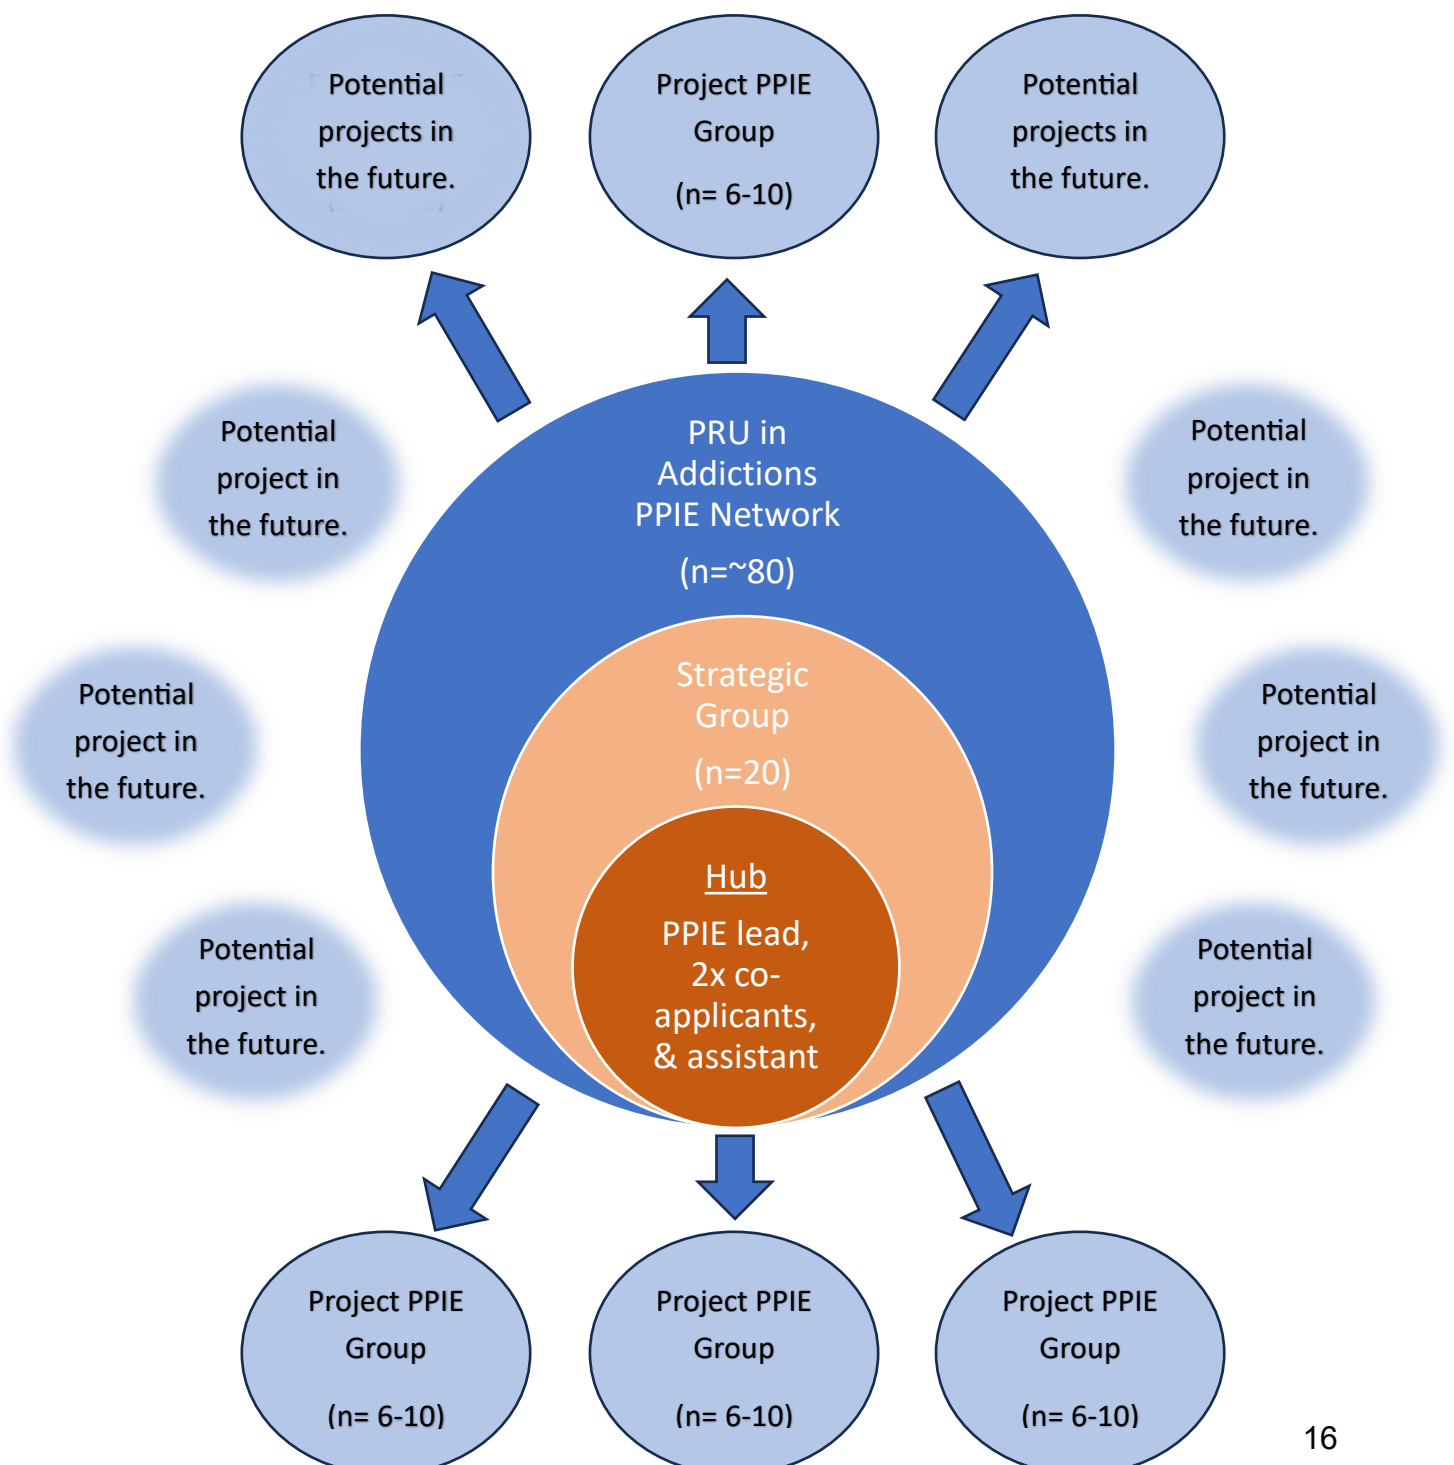 Potential
projects in
the future.
Project PPIE
Group
(n= 6-10)
Potential
projects in
the future.
Potential
project in
the future.
PRU in
Addictions
PPIE Network
(n=~80)
Potential
project in
the future.
Potential
project in
the future.
Strategic
Group
(n=20)
Potential
project in
the future.
Potential
project in
the future.
Hub
PPIE lead,
2x co-
applicants,
& assistant
Potential
project in
the future.
Project PPIE
Group
(n= 6-10)
Project PPIE
Group
(n= 6-10)
Project PPIE
Group
(n= 6-10)
16